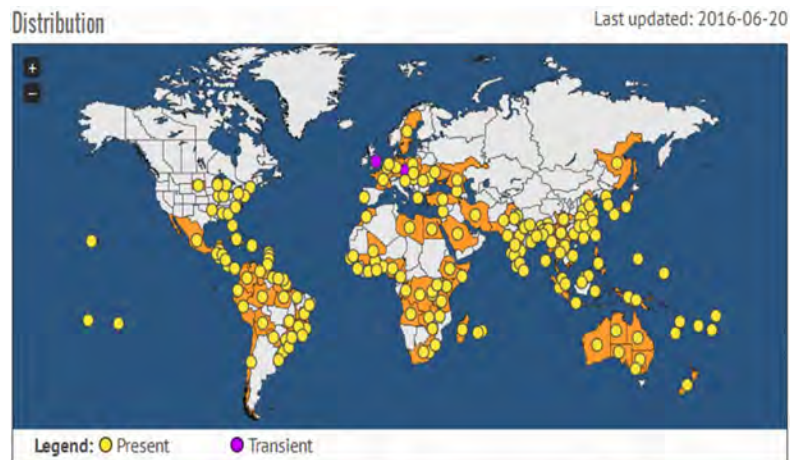 Distribution
Last updated: 2016-06-20
+
−
Legend: Present Transient